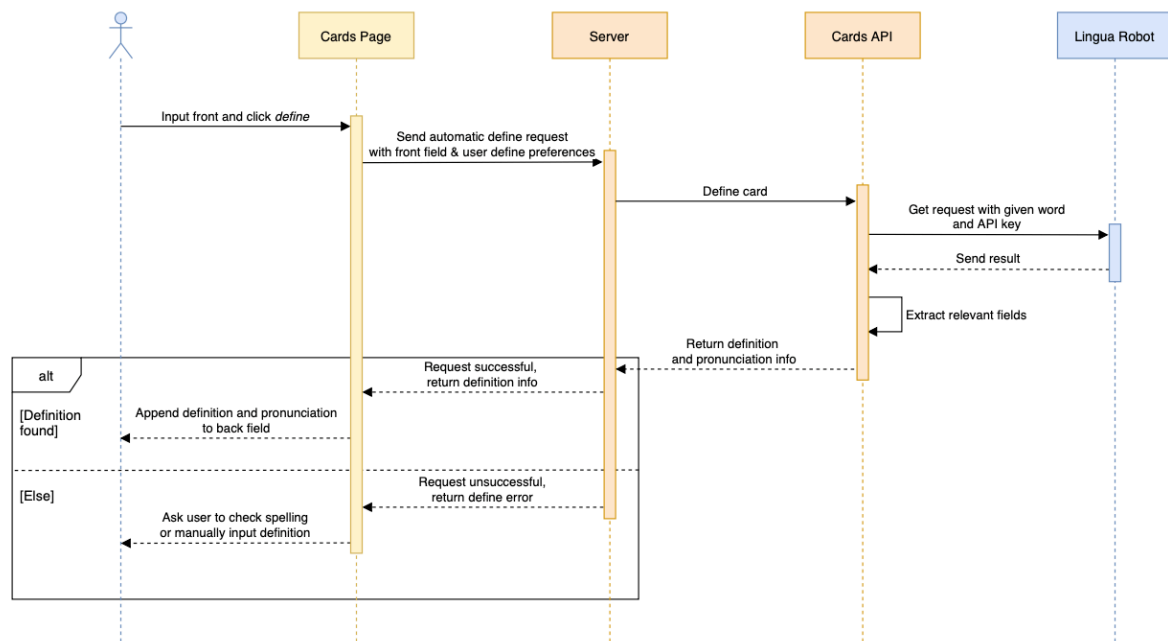 Cards Page
Server
Cards API
Lingua Robot
Input front and click define
Send automatic define request
with front field & user define preferences
Define card
Get request with given word
and API key
Send result
Extract relevant fields
Return definition
and pronunciation info
alt
Request successful,
return definition info
[Definition
found]
Append definition and pronunciation
to back field
[Else]
Request unsuccessful,
return define error
Ask user to check spelling
or manually input definition